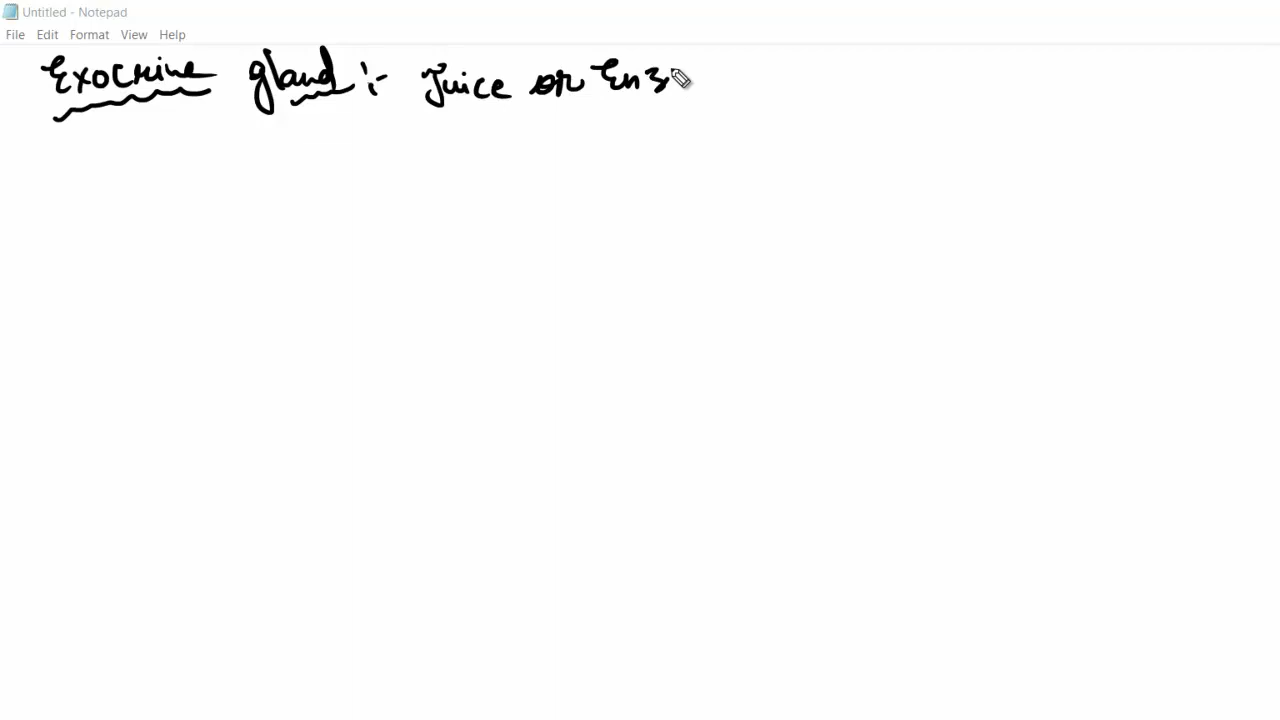 Untitled - Notepad
File Edit Format View Help
Exocrine gland :- Juice or Enz